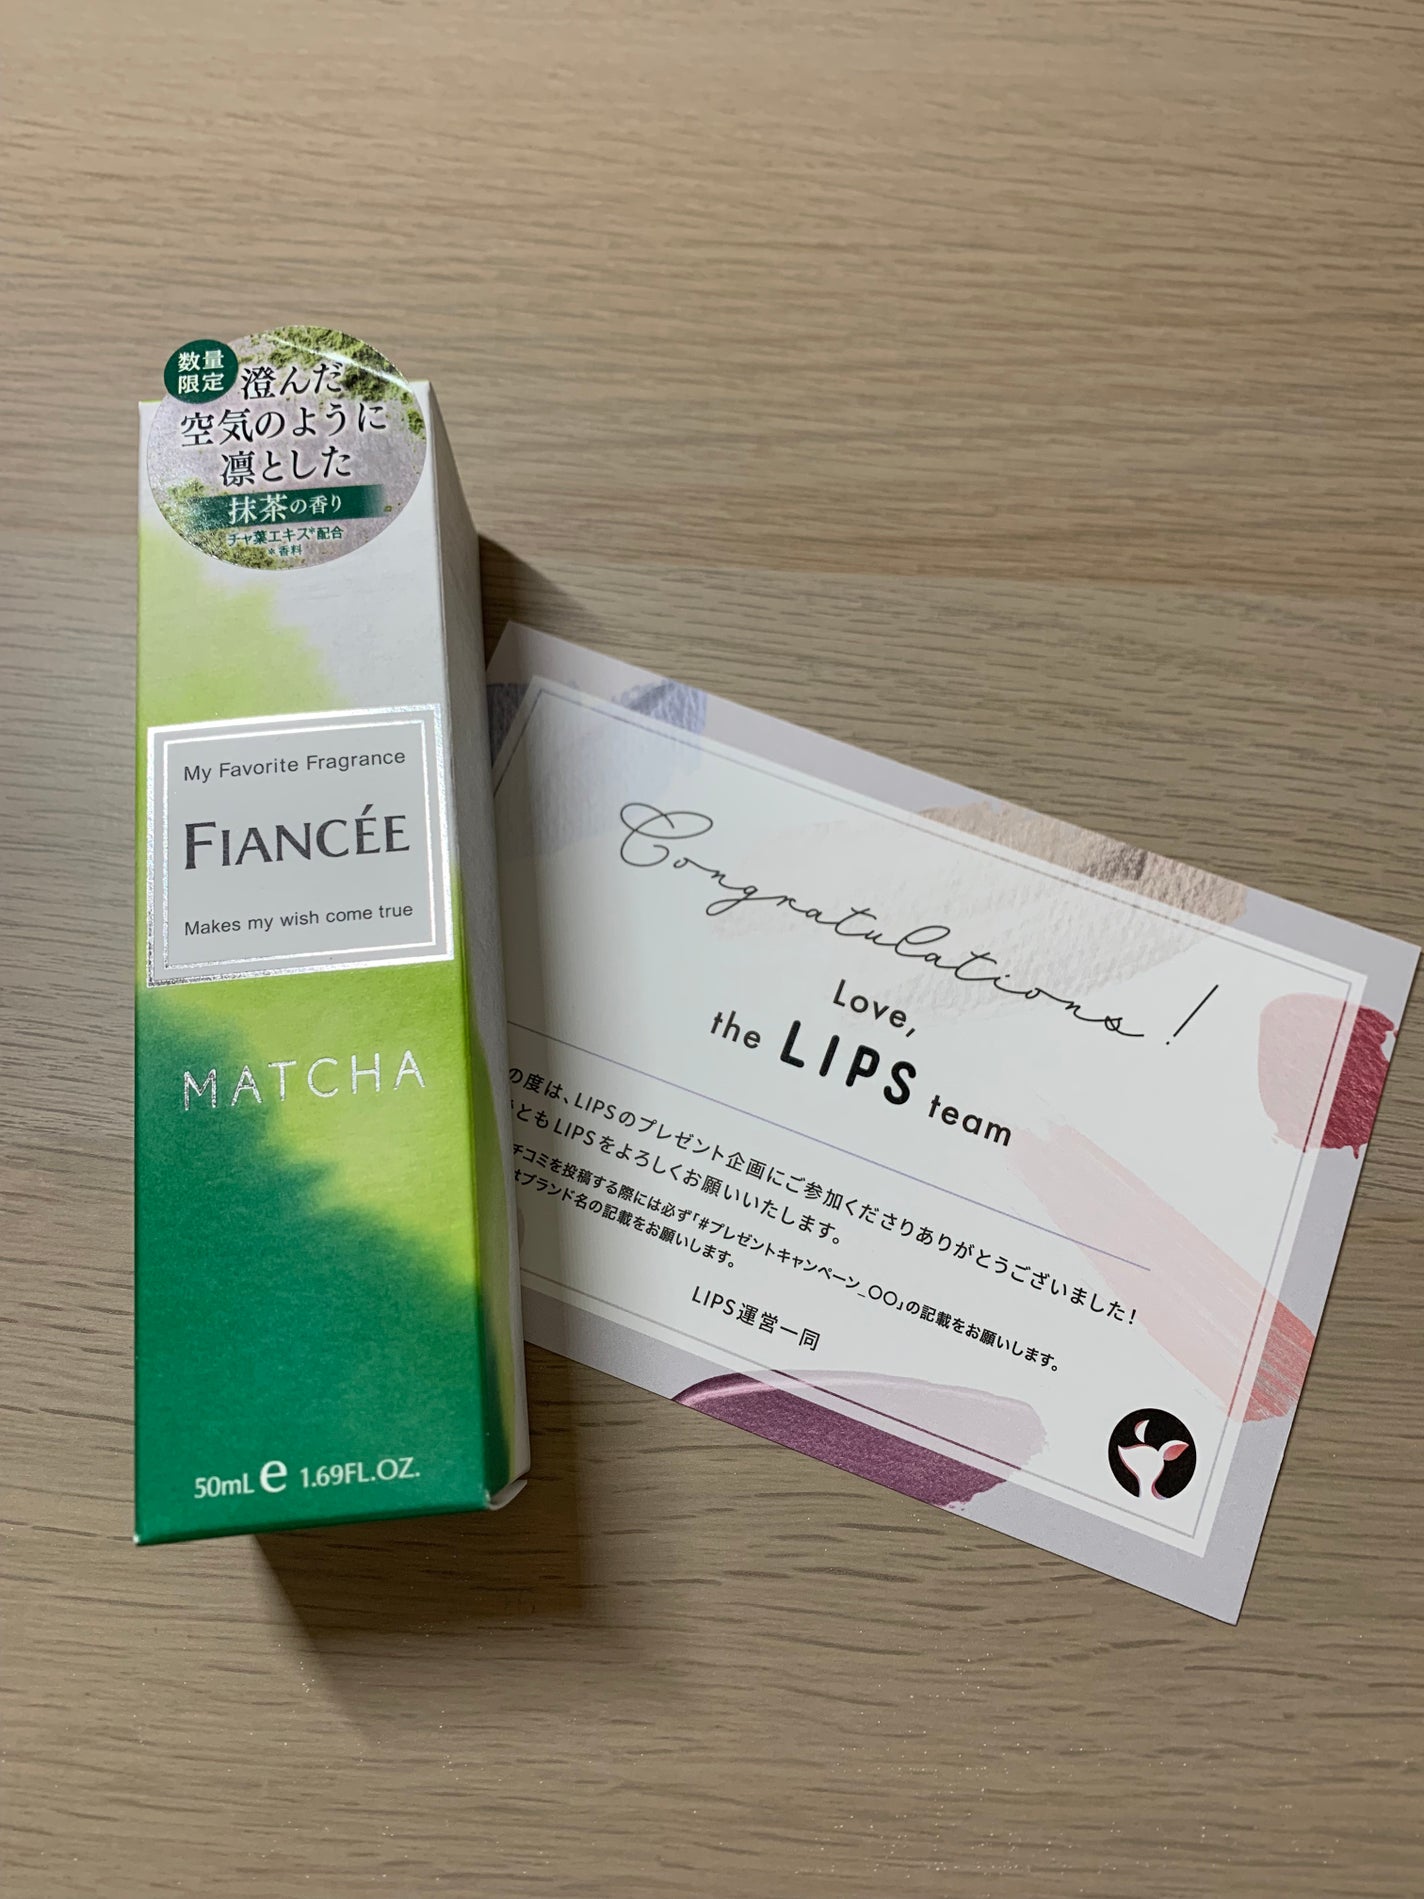 数量
限定
澄んだ
空気のように
凛とした
抹茶の香り
チャ葉エキス*配合
*香料
My Favorite Fragrance
FIANCÉE
Makes my wish come true
MATCHA
50mL e 1.69FL.OZ.
Congratulations!
Love,
the LIPS team
の度は、LIPSのプレゼント企画にご参加くださりありがとうございました!
ともLIPSをよろしくお願いいたします。
チコミを投稿する際には必ず「#プレゼントキャンペーン_〇〇」の記載をお願いします。
ブランド名の記載をお願いします。
LIPS運営一同